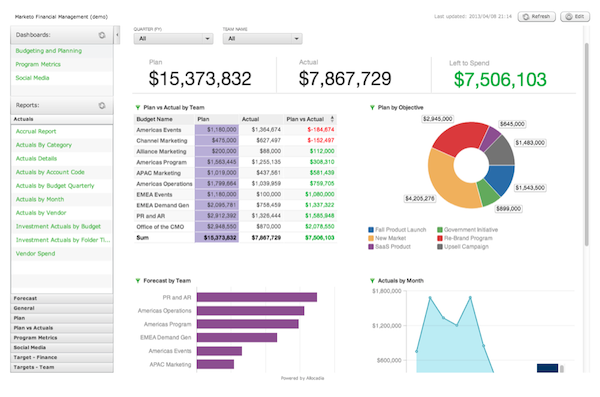 Marketo Financial Management (demo)
Last updated: 2013/04/08 21:14
Refresh
Edit
Dashboards:
Budgeting and Planning
Program Metrics
Social Media
Reports:
Actuals
Accrual Report
Actuals By Category
Actuals Details
Actuals by Account Code
Actuals by Budget Quarterly
Actuals by Month
Actuals by Vendor
Investment Actuals by Budget
Investment Actuals by Folder Ti...
Vendor Spend
Forecast
General
Plan
Plan vs Actuals
Program Metrics
Social Media
Target - Finance
Targets - Team
QUARTER (FY)
All
TEAM NAME
All
Plan
$15,373,832
Actual
$7,867,729
Left to Spend
$7,506,103
Plan vs Actual by Team
Budget Name Plan Actual Plan vs Actual
Americas Events $1,180,000 $1,364,674 $-184,674
Channel Marketing $475,000 $627,497 $-152,497
Alliance Marketing $200,000 $88,000 $112,000
Americas Program $1,563,445 $1,255,135 $308,310
APAC Marketing $1,019,000 $437,561 $581,439
Americas Operations $1,799,664 $1,039,959 $759,705
EMEA Events $1,180,000 $100,000 $1,080,000
EMEA Demand Gen $2,095,781 $758,459 $1,337,322
PR and AR $2,912,392 $1,326,444 $1,585,948
Office of the CMO $2,948,550 $870,000 $2,078,550
Sum $15,373,832 $7,867,729 $7,506,103
Plan by Objective
$2,945,000
$645,000
$1,483,000
$1,543,500
$899,000
$4,205,276
Fall Product Launch
Government Initiative
New Market
Re-Brand Program
SaaS Product
Upsell Campaign
Forecast by Team
PR and AR
Americas Operations
Americas Program
EMEA Demand Gen
Americas Events
APAC Marketing
Actuals by Month
$1,800,000
$1,200,000
$600,000
Powered by Allocadia